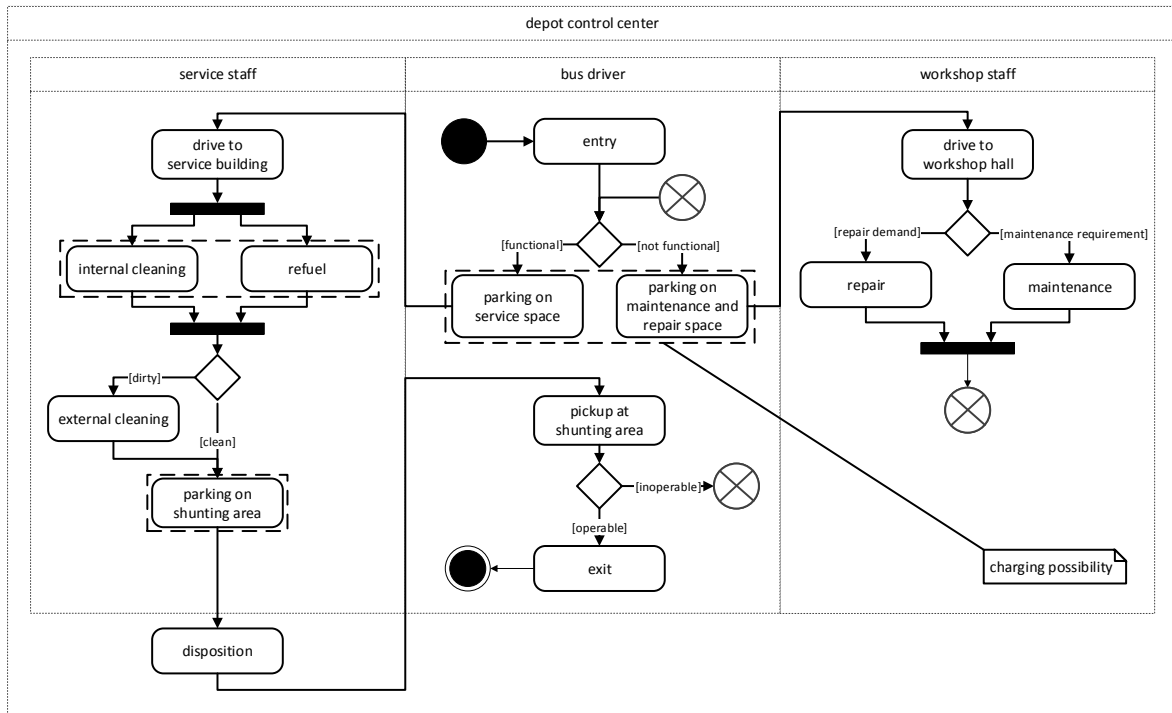 depot control center
service staff
bus driver
workshop staff
drive to
service building
entry
drive to
workshop hall
[functional]
[not functional]
[repair demand]
[maintenance requirement]
internal cleaning
refuel
parking on
service space
parking on
maintenance and
repair space
repair
maintenance
[dirty]
external cleaning
[clean]
pickup at
shunting area
parking on
shunting area
[inoperable]
[operable]
exit
charging possibility
disposition